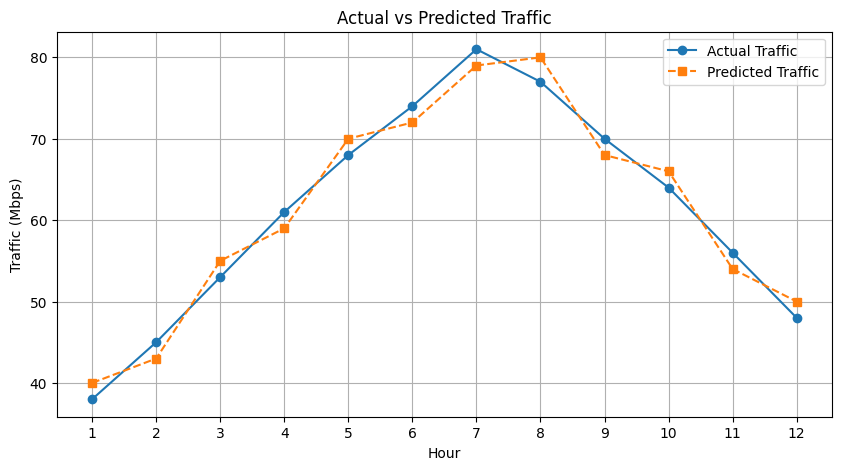 Actual vs Predicted Traffic
Actual Traffic
Predicted Traffic
Traffic (Mbps)
80
70
60
50
40
1 2 3 4 5 6 7 8 9 10 11 12
Hour